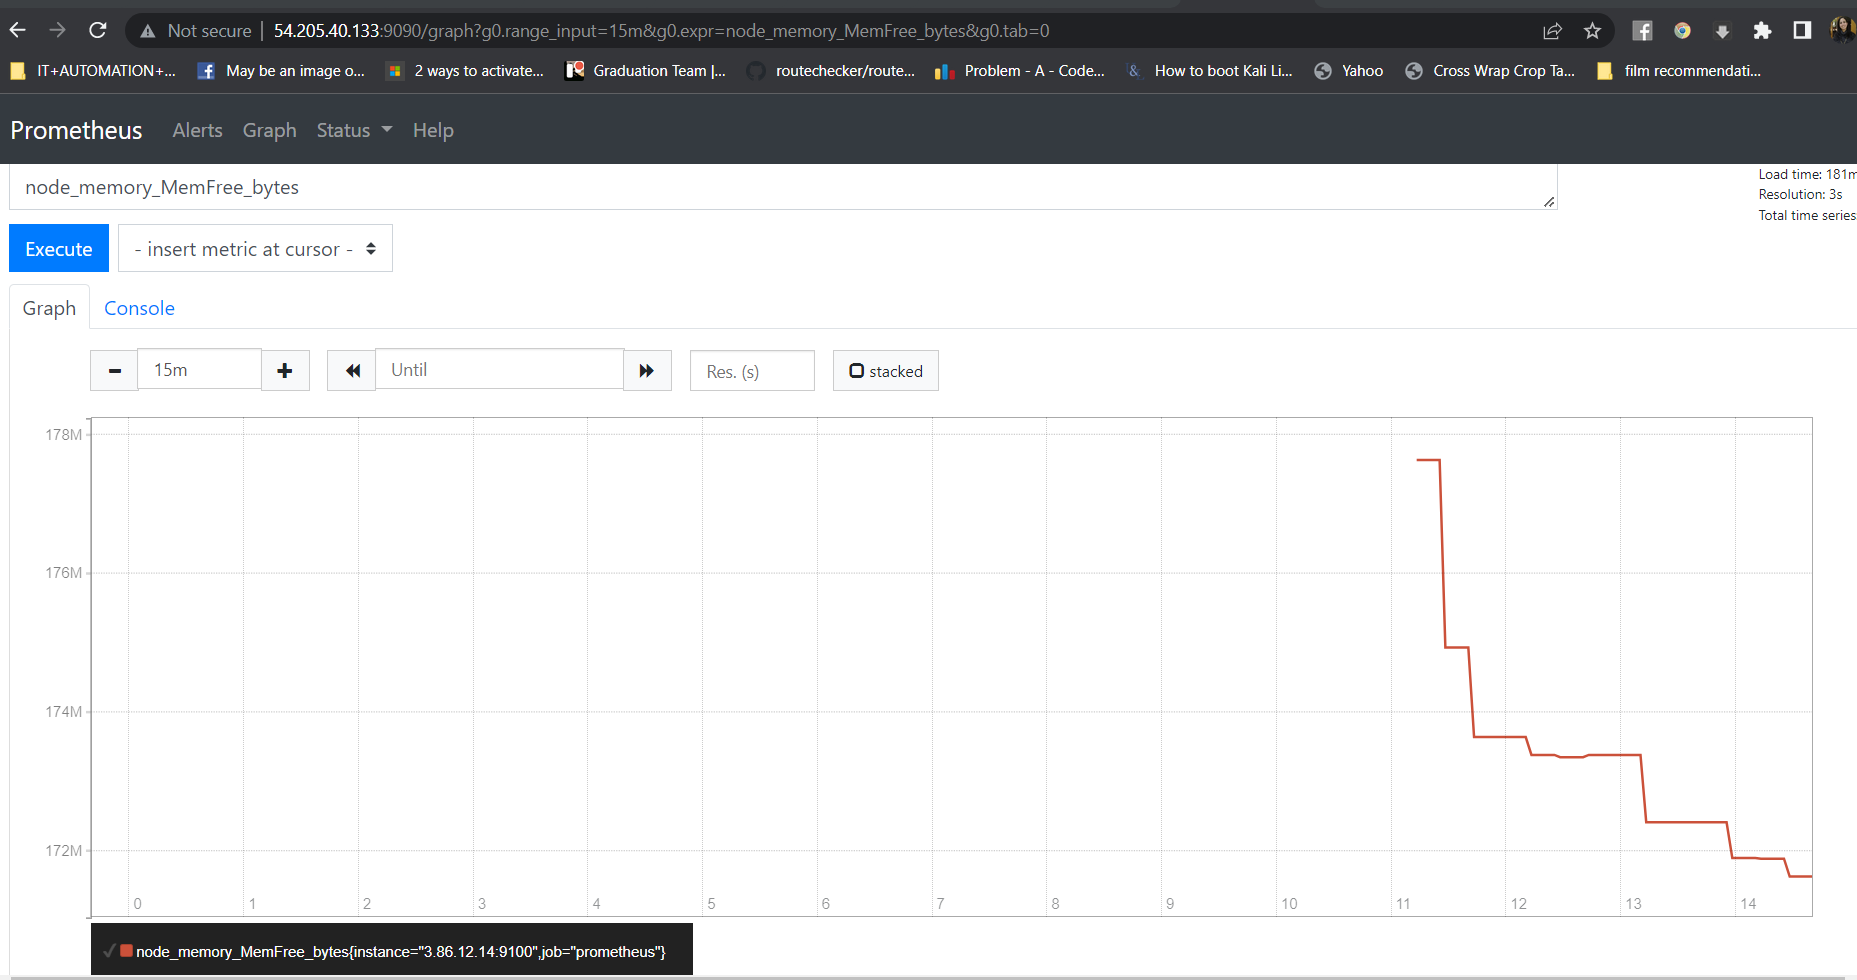 Not secure | 54.205.40.133:9090/graph?g0.range_input=15m&g0.expr=node_memory_MemFree_bytes&g0.tab=0
IT+AUTOMATION+... May be an image o... 2 ways to activate... Graduation Team |... routechecker/route... Problem - A - Code... How to boot Kali Li... Yahoo Cross Wrap Crop Ta... film recommendati...
Prometheus Alerts Graph Status Help
node_memory_MemFree_bytes
Load time: 181m
Resolution: 3s
Total time series
Execute - insert metric at cursor -
Graph Console
- 15m + Until Res. (s) stacked
178M
176M
174M
172M
0 1 2 3 4 5 6 7 8 9 10 11 12 13 14
node_memory_MemFree_bytes{instance="3.86.12.14:9100",job="prometheus"}